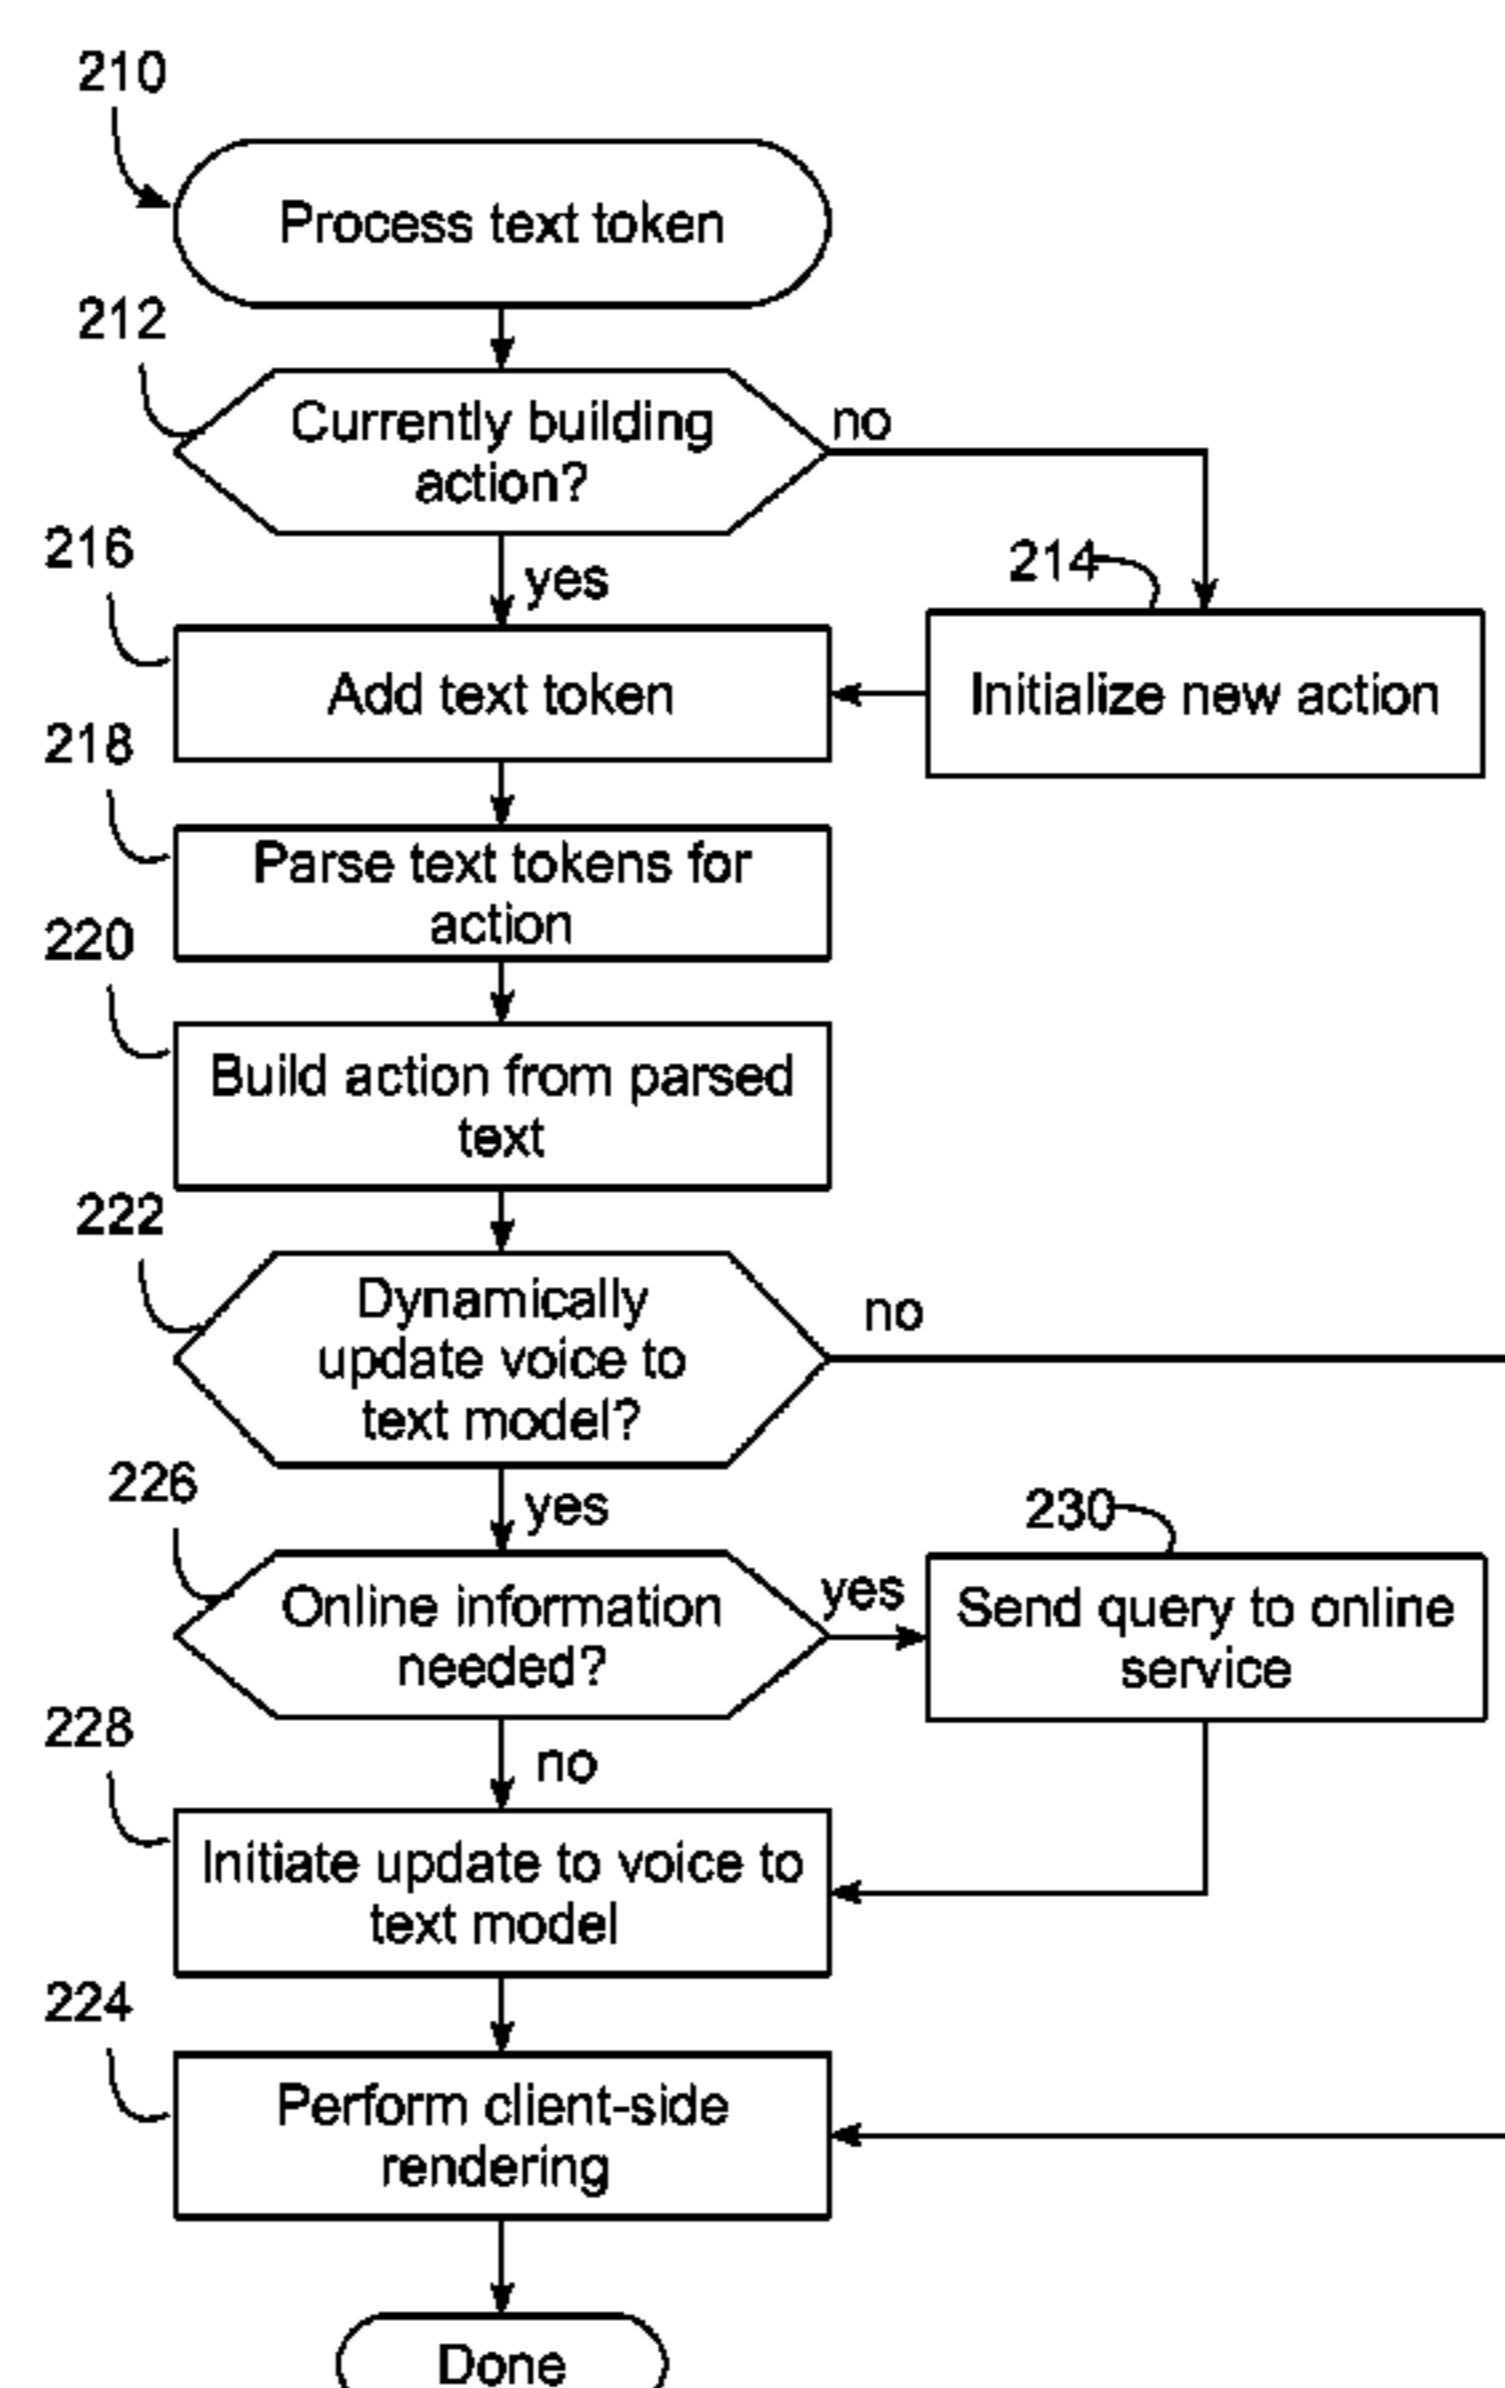 210
Process text token
212
Currently building
action?
no
216
yes
214
Add text token
Initialize new action
218
Parse text tokens for
action
220
Build action from parsed
text
222
Dynamically
update voice to
text model?
no
226
yes
230
Online information
needed?
yes
Send query to online
service
228
no
Initiate update to voice to
text model
224
Perform client-side
rendering
Done